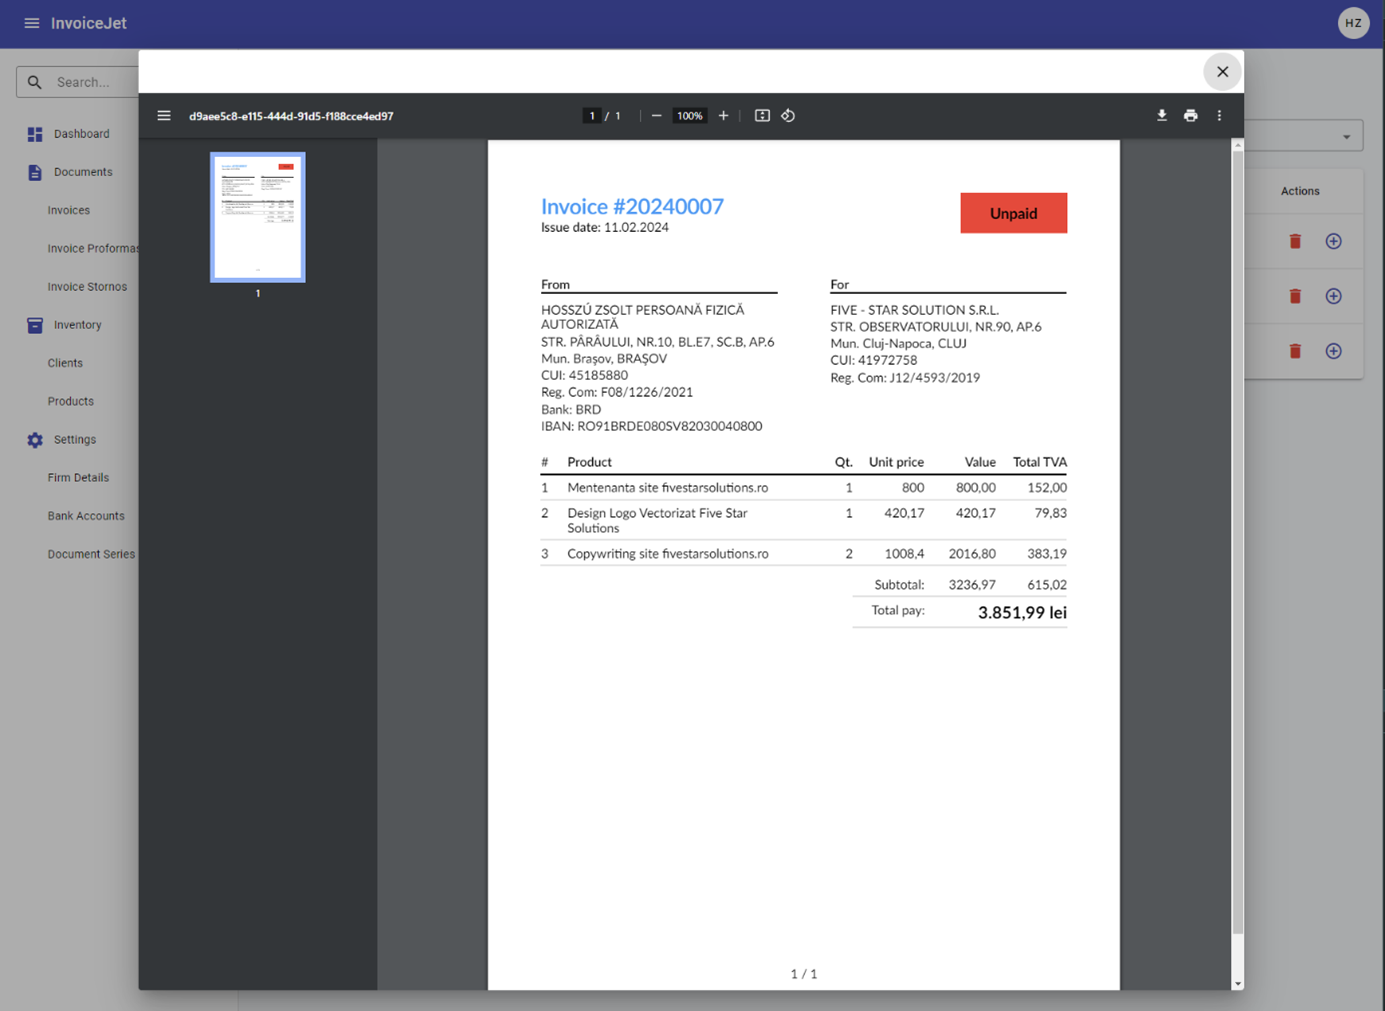 InvoiceJet
HZ
Search...
Dashboard
Documents
Invoices
Invoice Proformas
Invoice Stornos
Inventory
Clients
Products
Settings
Firm Details
Bank Accounts
Document Series
d9aee5c8-e115-444d-91d5-f188cce4ed97
1 / 1
100%
1
Invoice #20240007
Issue date: 11.02.2024
Unpaid
From
HOSSZÚ ZSOLT PERSOANĂ FIZICĂ
AUTORIZATĂ
STR. PÂRÂULUI, NR.10, BL.E7, SC.B, AP.6
Mun. Braşov, BRAŞOV
CUI: 45185880
Reg. Com: F08/1226/2021
Bank: BRD
IBAN: RO91BRDE080SV82030040800
For
FIVE - STAR SOLUTION S.R.L.
STR. OBSERVATORULUI, NR.90, AP.6
Mun. Cluj-Napoca, CLUJ
CUI: 41972758
Reg. Com: J12/4593/2019
# Product Qt. Unit price Value Total TVA
1 Mentenanta site fivestarsolutions.ro 1 800 800,00 152,00
2 Design Logo Vectorizat Five Star 1 420,17 420,17 79,83
Solutions
3 Copywriting site fivestarsolutions.ro 2 1008,4 2016,80 383,19
Subtotal: 3236,97 615,02
Total pay: 3.851,99 lei
1 / 1
Actions